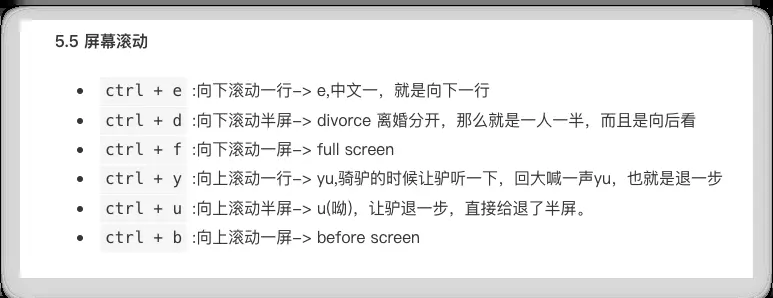 5.5 屏幕滚动
ctrl + e :向下滚动一行-> e,中文一，就是向下一行
ctrl + d :向下滚动半屏-> divorce 离婚分开，那么就是一人一半，而且是向后看
ctrl + f :向下滚动一屏-> full screen
ctrl + y :向上滚动一行-> yu,骑驴的时候让驴听一下，回大喊一声yu，也就是退一步
ctrl + u :向上滚动半屏-> u(呦)，让驴退一步，直接给退了半屏。
ctrl + b :向上滚动一屏-> before screen